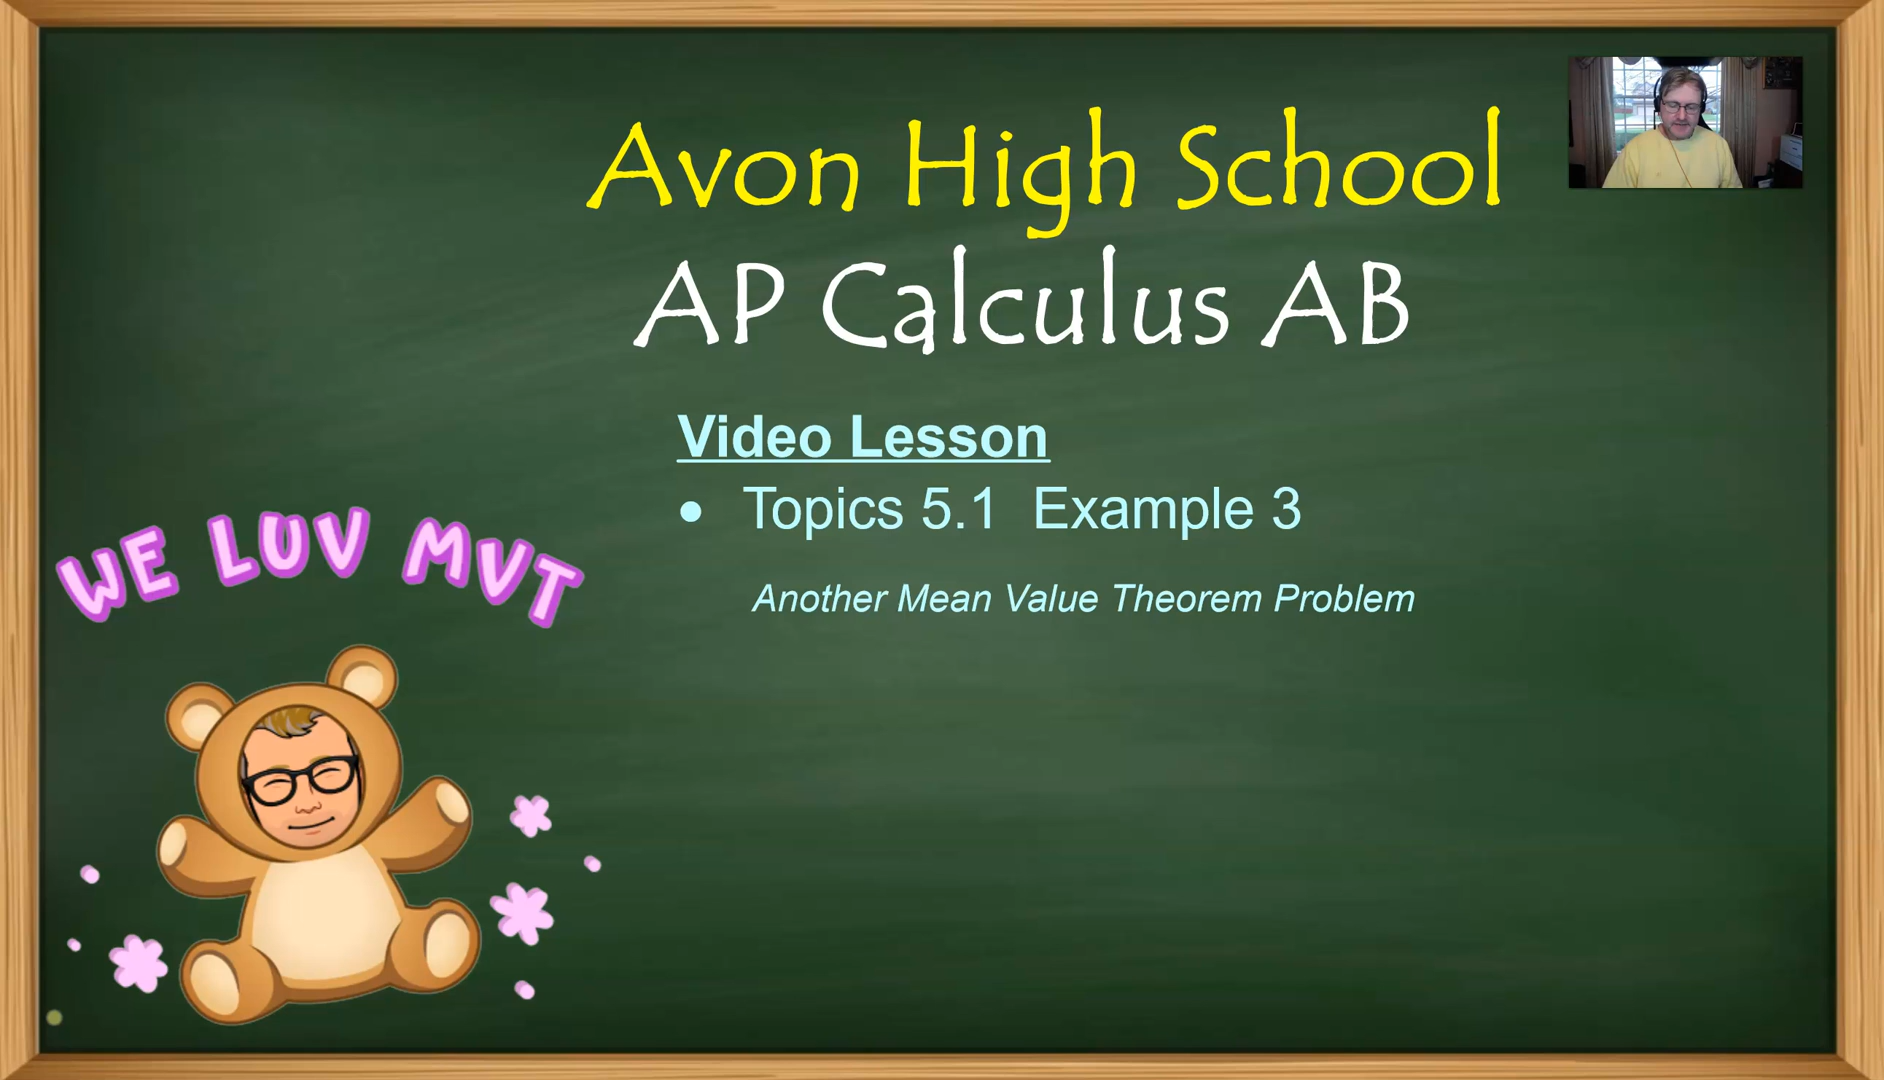 Avon High School
AP Calculus AB
Video Lesson
• Topics 5.1 Example 3
Another Mean Value Theorem Problem
WE LUV MVT